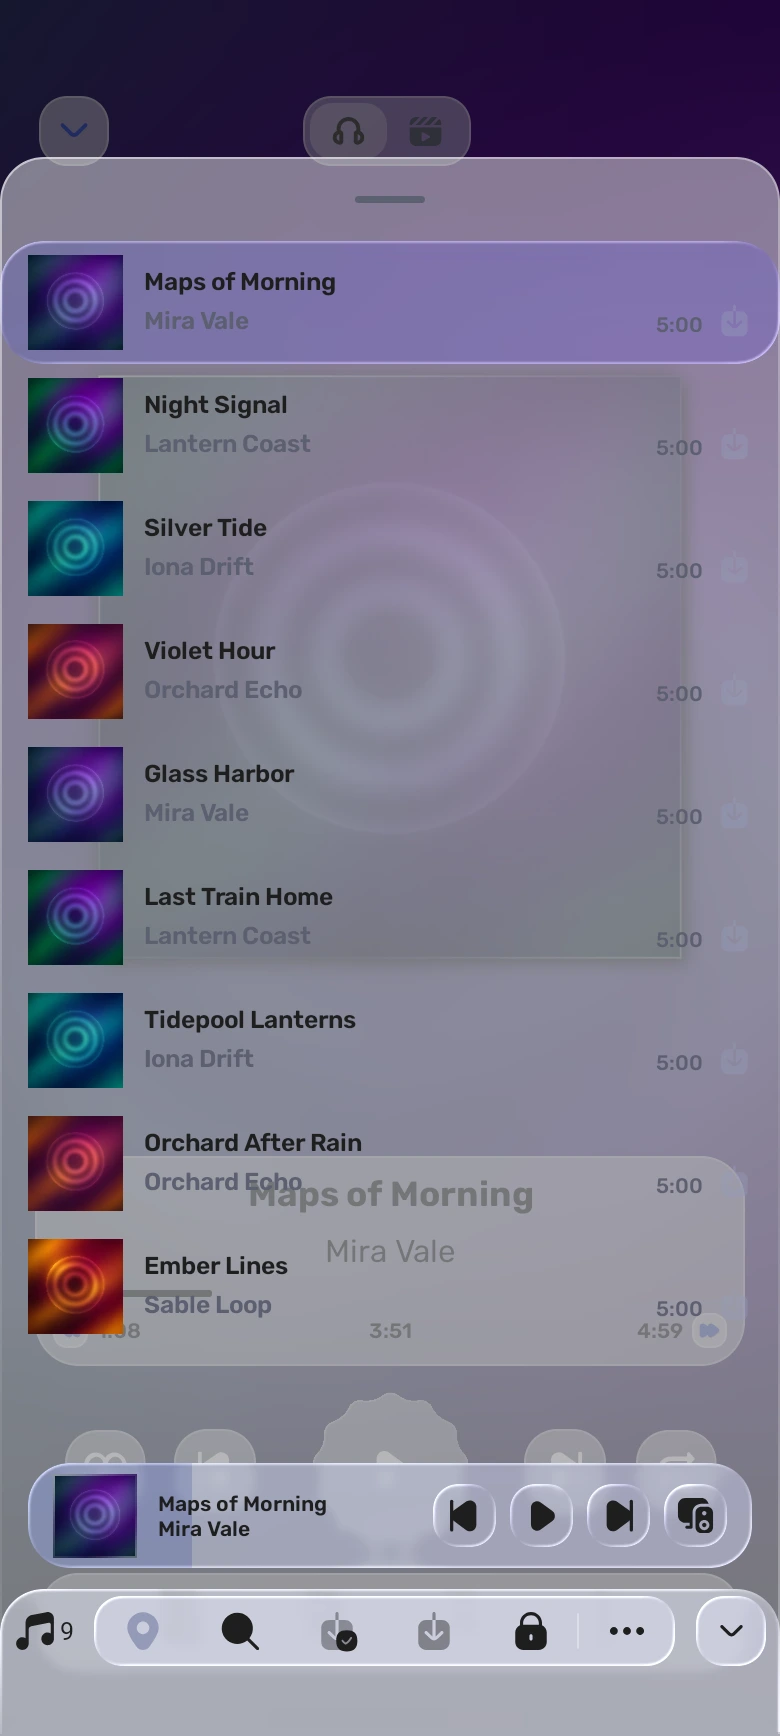 Maps of Morning
Mira Vale
5:00
Night Signal
Lantern Coast
5:00
Silver Tide
Iona Drift
5:00
Violet Hour
Orchard Echo
5:00
Glass Harbor
Mira Vale
5:00
Last Train Home
Lantern Coast
5:00
Tidepool Lanterns
Iona Drift
5:00
Orchard After Rain
Orchard Echo
5:00
Maps of Morning
Mira Vale
Ember Lines
Sable Loop
5:00
1:08
3:51
4:59
Maps of Morning
Mira Vale
9